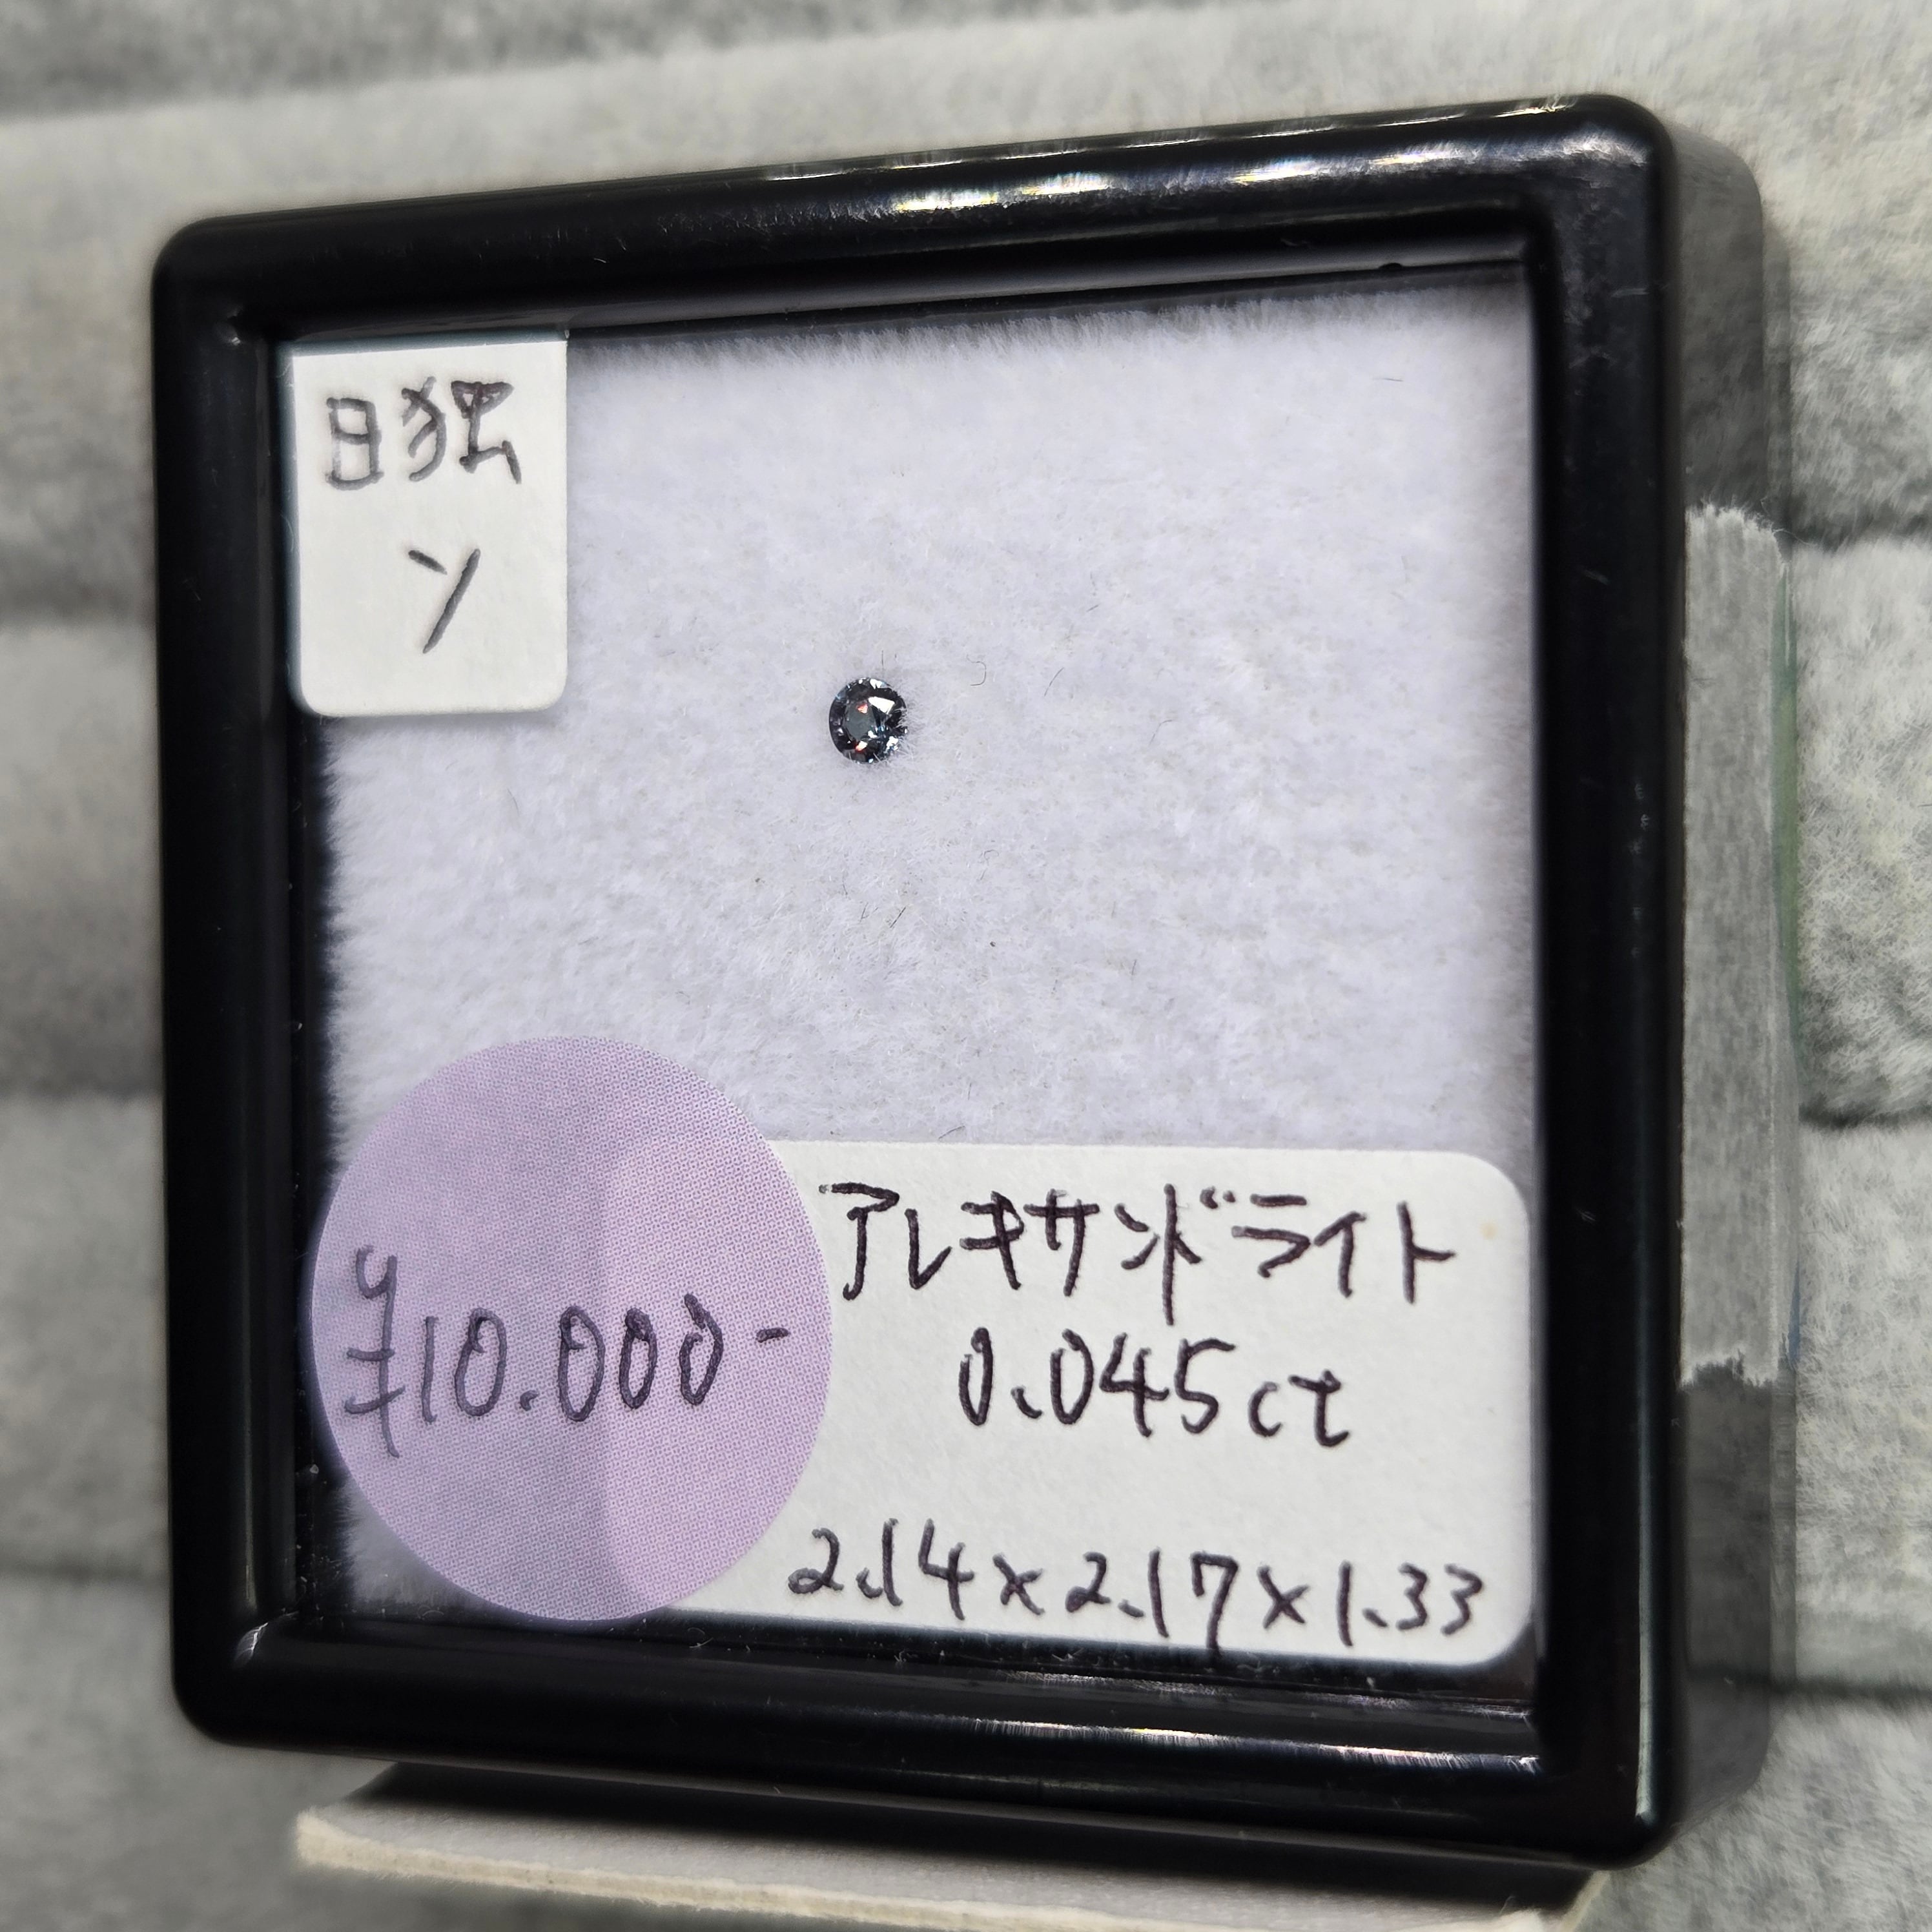 日独
ソ
アレキサンドライト
0.045ct
2.14×2.17×1.33
¥10.000-